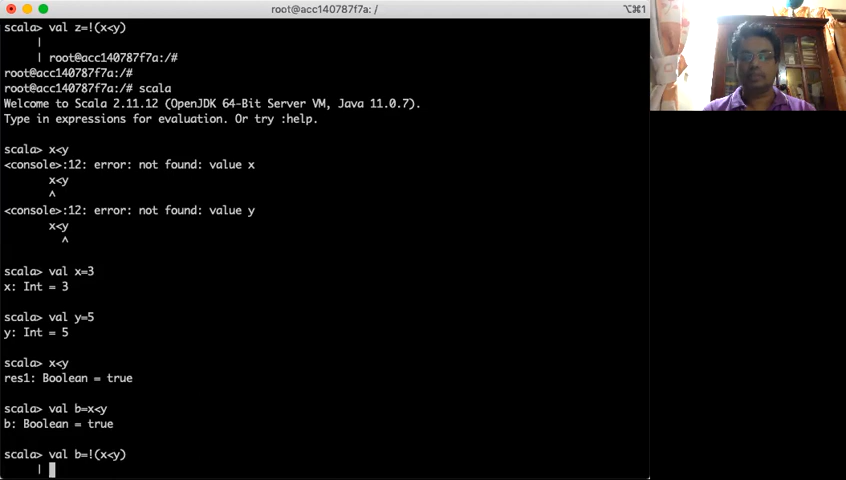 root@acc140787f7a: /
⌥⌘1
scala> val z=!(x<y)
|
| root@acc140787f7a:/#
root@acc140787f7a:/#
root@acc140787f7a:/# scala
Welcome to Scala 2.11.12 (OpenJDK 64-Bit Server VM, Java 11.0.7).
Type in expressions for evaluation. Or try :help.
scala> x<y
<console>:12: error: not found: value x
x<y
^
<console>:12: error: not found: value y
x<y
^
scala> val x=3
x: Int = 3
scala> val y=5
y: Int = 5
scala> x<y
res1: Boolean = true
scala> val b=x<y
b: Boolean = true
scala> val b=!(x<y)
|